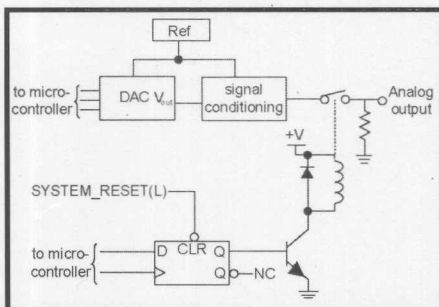 Ref
to micro-
controller
DAC Vout
signal
conditioning
Analog
output
+V
SYSTEM_RESET(L)
to micro-
controller
D CLR Q
Q NC